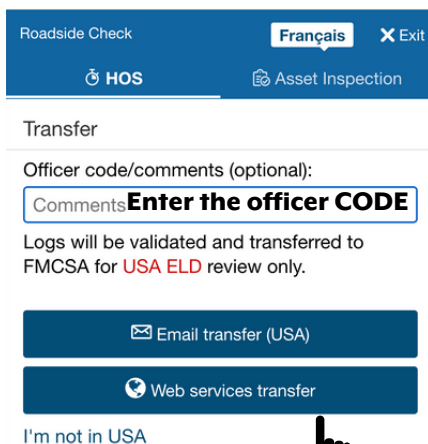 Roadside Check Français Exit
HOS Asset Inspection
Transfer
Officer code/comments (optional):
Comments Enter the officer CODE
Logs will be validated and transferred to
FMCSA for USA ELD review only.
Email transfer (USA)
Web services transfer
I'm not in USA